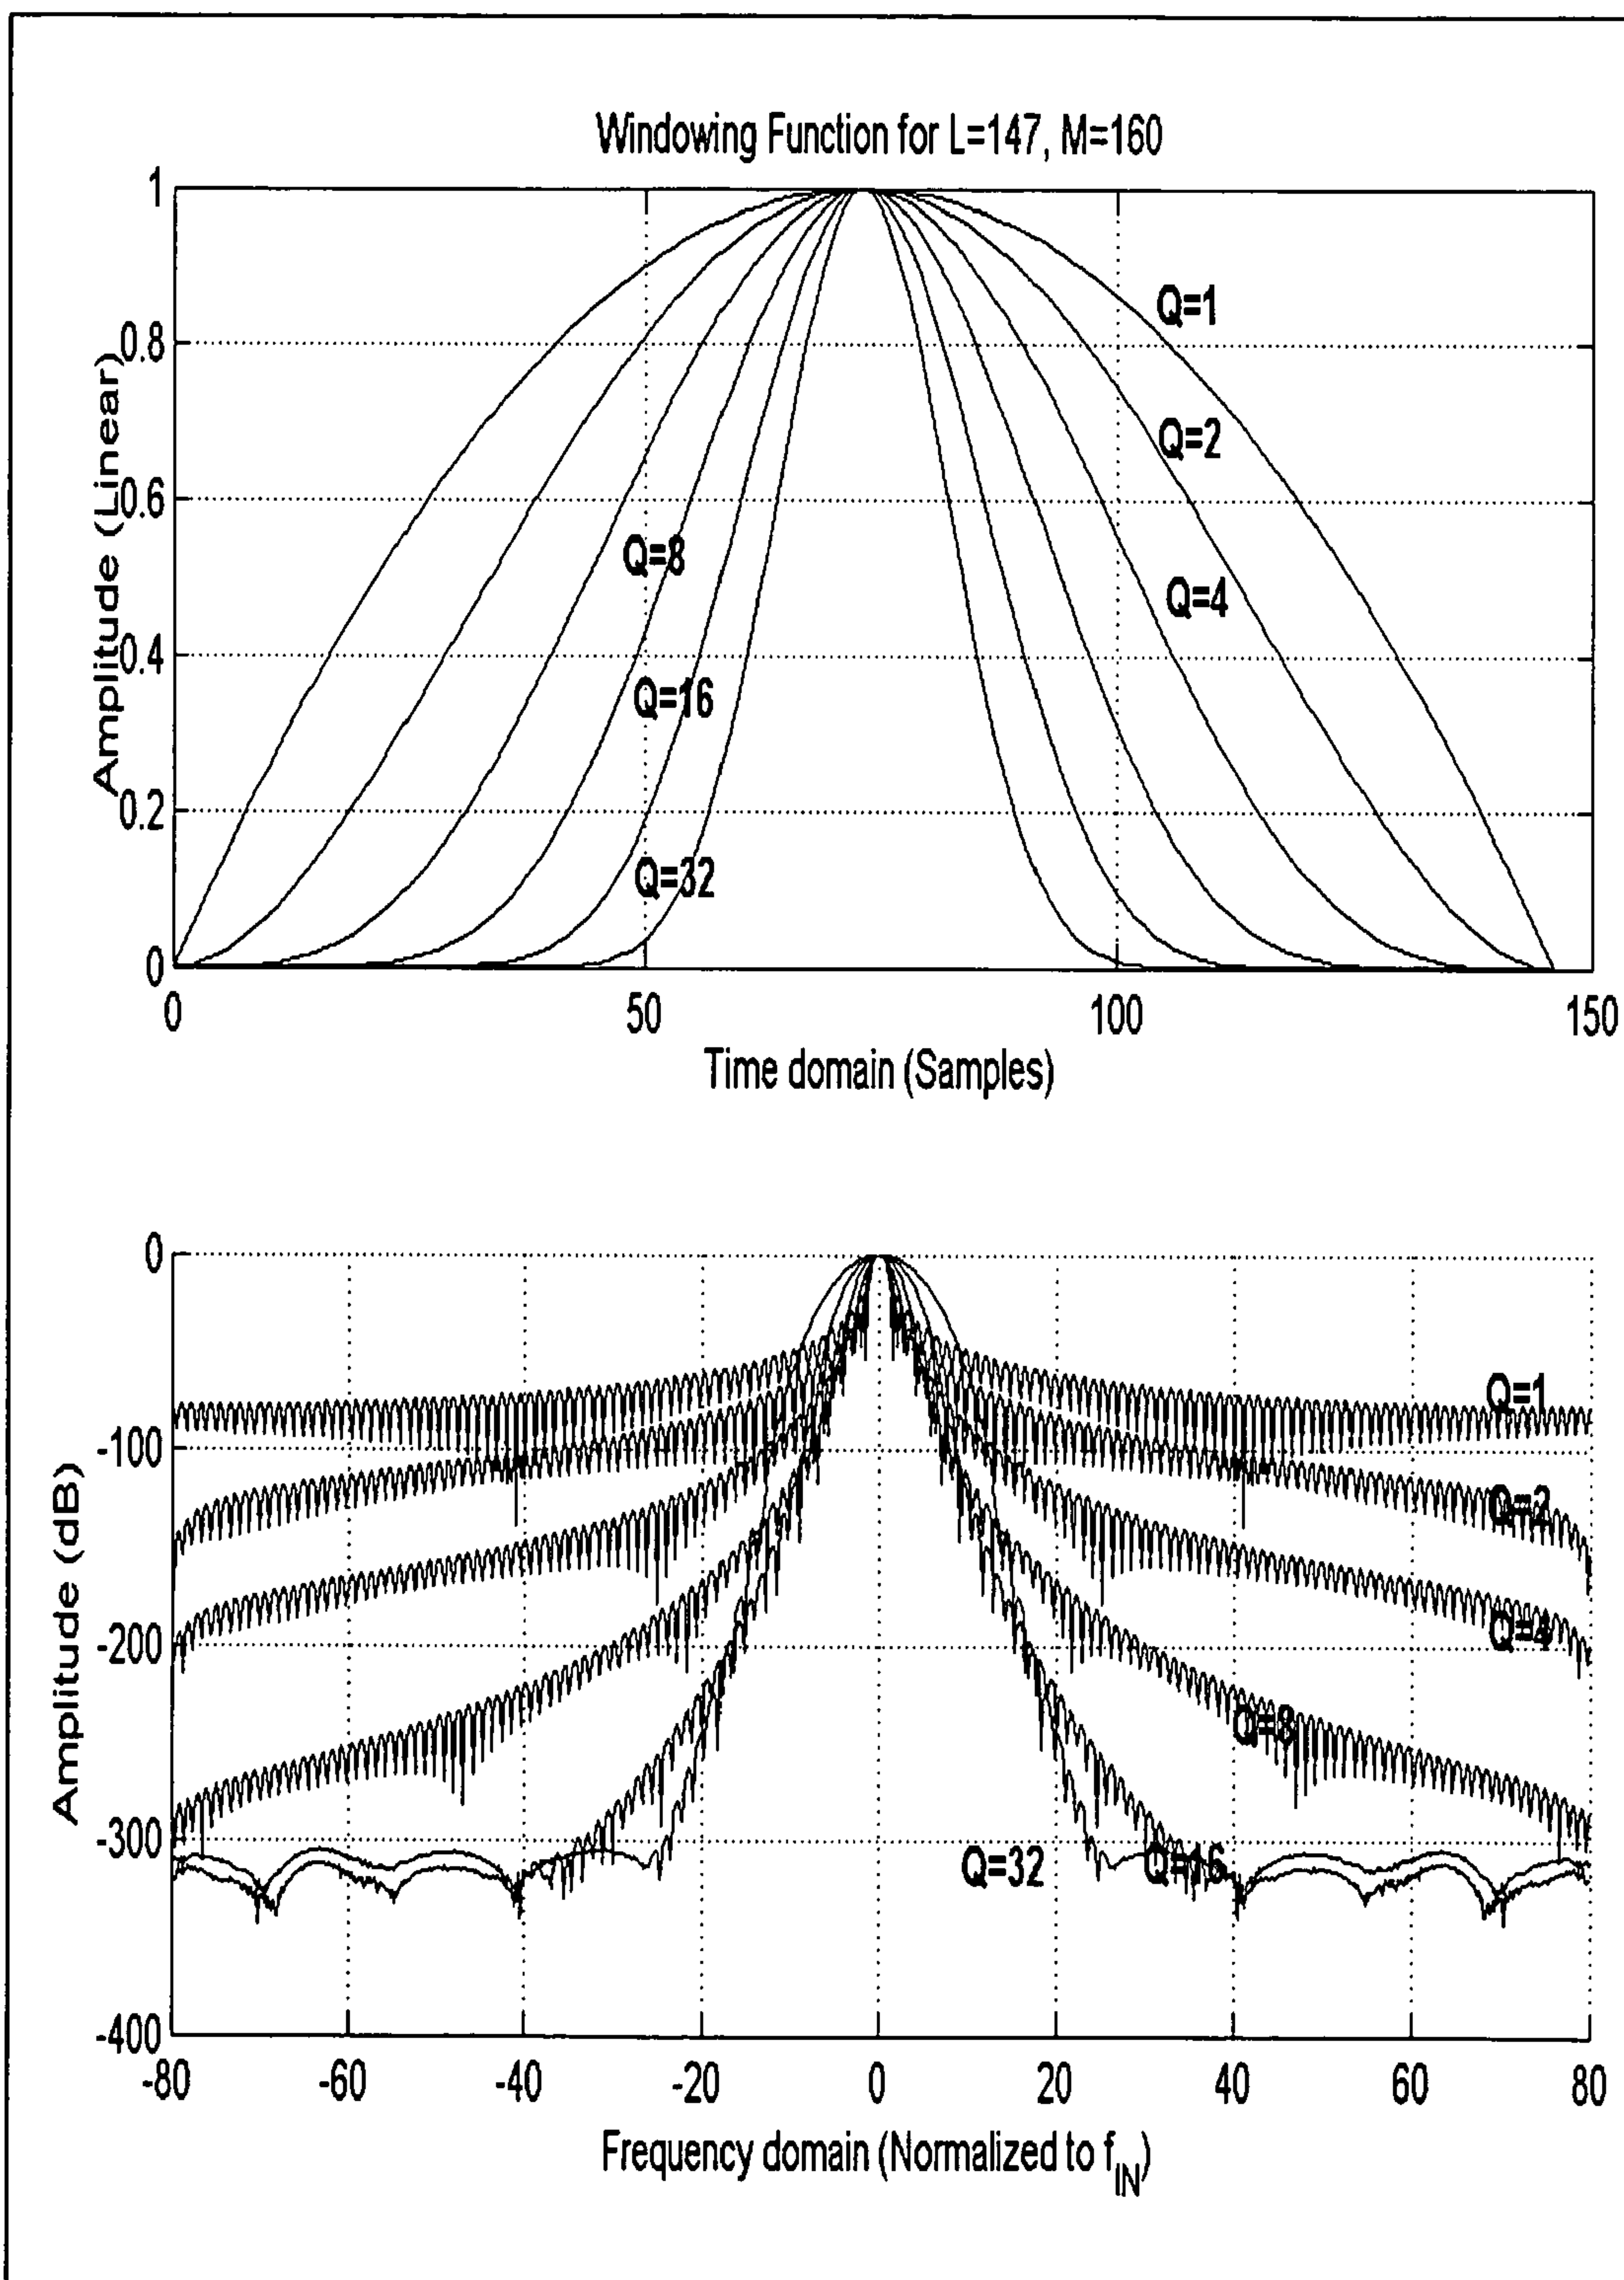 Windowing Function for L=147, M=160
1
0.8
0.6
0.4
0.2
0
Amplitude (Linear)
Q=1
Q=2
Q=8
Q=4
Q=16
Q=32
0 50 100 150
Time domain (Samples)
0
-100
-200
-300
-400
Amplitude (dB)
Q=1
Q=2
Q=4
Q=8
Q=32 Q=16
-80 -60 -40 -20 0 20 40 60 80
Frequency domain (Normalized to f_IN)